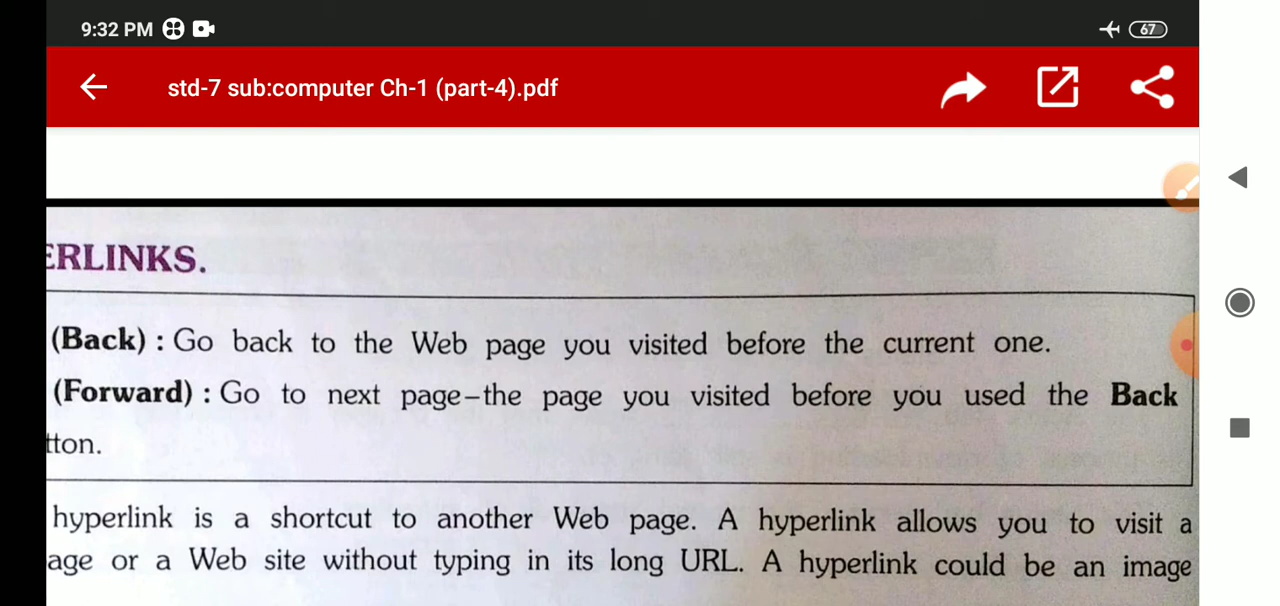 9:32 PM 67
std-7 sub:computer Ch-1 (part-4).pdf
ERLINKS.
(Back) : Go back to the Web page you visited before the current one.
(Forward) : Go to next page–the page you visited before you used the Back
tton.
hyperlink is a shortcut to another Web page. A hyperlink allows you to visit a
age or a Web site without typing in its long URL. A hyperlink could be an image